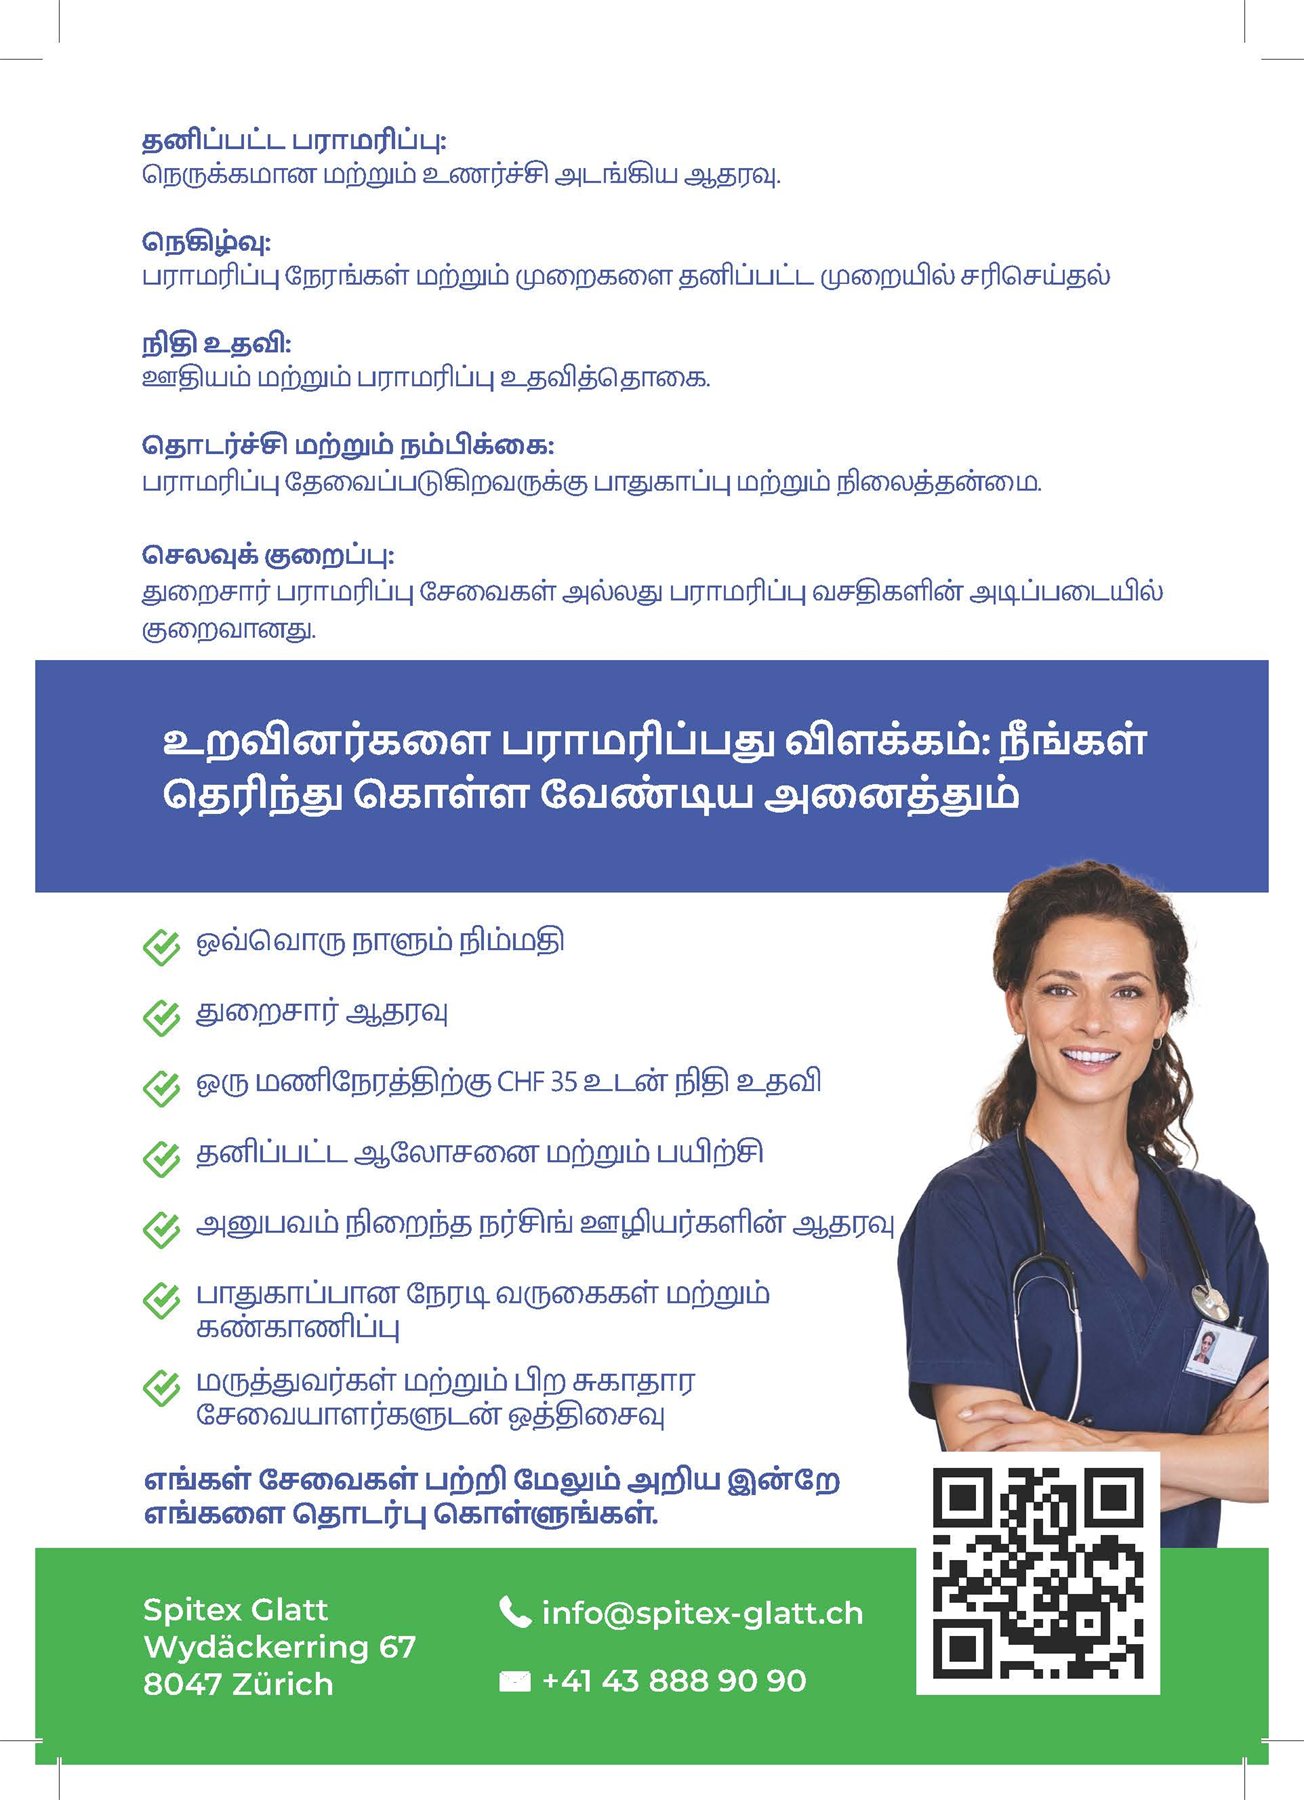 தனிப்பட்ட பராமரிப்பு:
நெருக்கமான மற்றும் உணர்ச்சி அடங்கிய ஆதரவு.
நெகிழ்வு:
பராமரிப்பு நேரங்கள் மற்றும் முறைகளை தனிப்பட்ட முறையில் சரிசெய்தல்
நிதி உதவி:
ஊதியம் மற்றும் பராமரிப்பு உதவித்தொகை.
தொடர்ச்சி மற்றும் நம்பிக்கை:
பராமரிப்பு தேவைப்படுகிறவருக்கு பாதுகாப்பு மற்றும் நிலைத்தன்மை.
செலவுக் குறைப்பு:
துறைசார் பராமரிப்பு சேவைகள் அல்லது பராமரிப்பு வசதிகளின் அடிப்படையில்
குறைவானது.
உறவினர்களை பராமரிப்பது விளக்கம்: நீங்கள்
தெரிந்து கொள்ள வேண்டிய அனைத்தும்
ஒவ்வொரு நாளும் நிம்மதி
துறைசார் ஆதரவு
ஒரு மணிநேரத்திற்கு CHF 35 உடன் நிதி உதவி
தனிப்பட்ட ஆலோசனை மற்றும் பயிற்சி
அனுபவம் நிறைந்த நர்சிங் ஊழியர்களின் ஆதரவு
பாதுகாப்பான நேரடி வருகைகள் மற்றும்
கண்காணிப்பு
மருத்துவர்கள் மற்றும் பிற சுகாதார
சேவையாளர்களுடன் ஒத்திசைவு
எங்கள் சேவைகள் பற்றி மேலும் அறிய இன்றே
எங்களை தொடர்பு கொள்ளுங்கள்.
Spitex Glatt
Wydäckerring 67
8047 Zürich
info@spitex-glatt.ch
+41 43 888 90 90